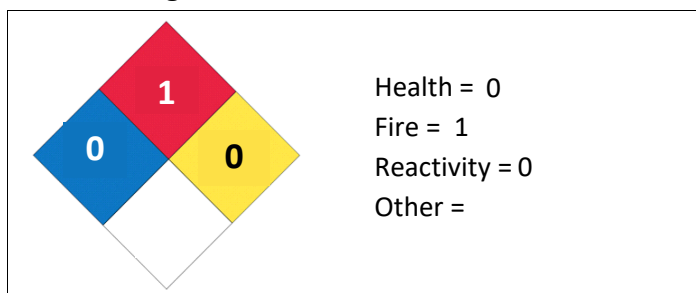 1
0
0
Health = 0
Fire = 1
Reactivity = 0
Other =